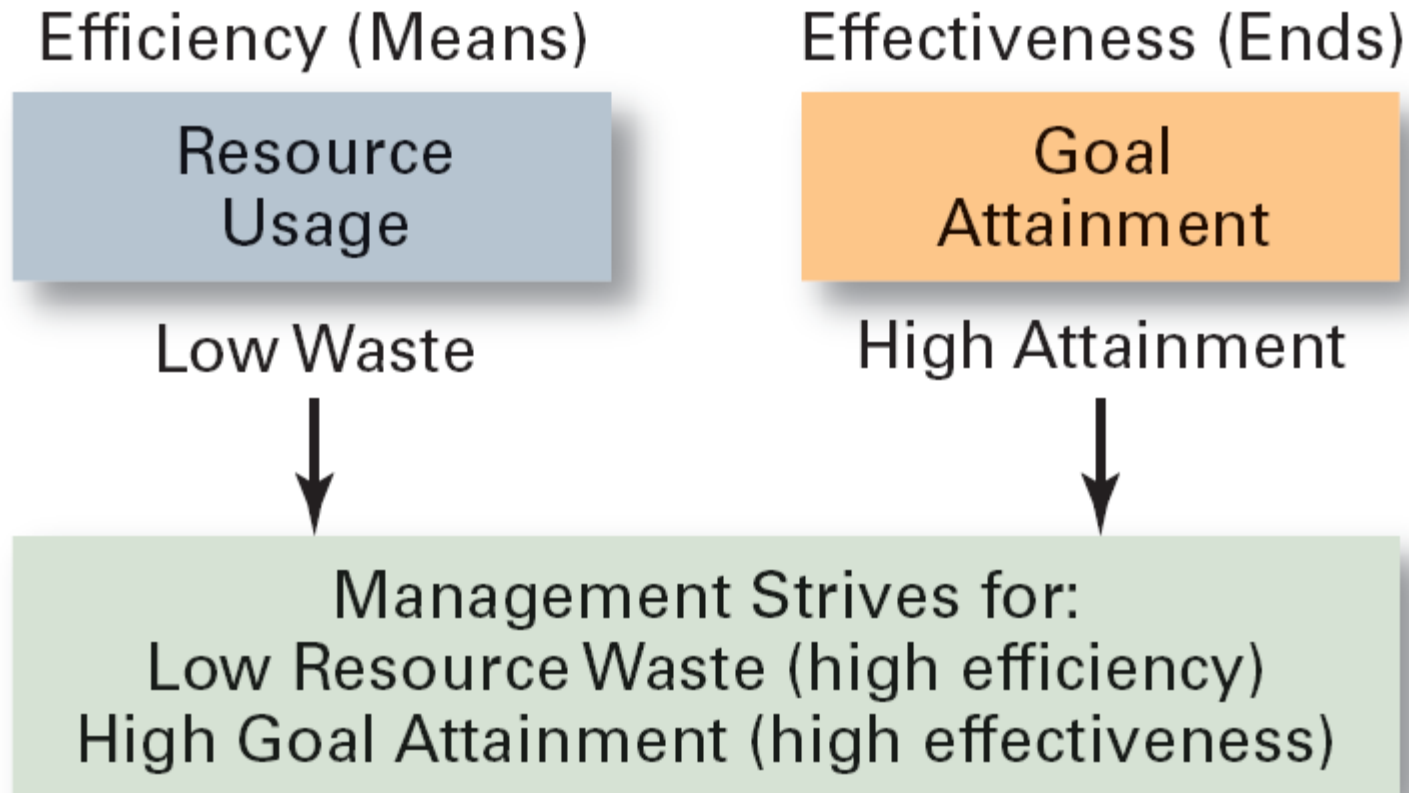 Efficiency (Means)
Resource
Usage
Low Waste
Effectiveness (Ends)
Goal
Attainment
High Attainment
Management Strives for:
Low Resource Waste (high efficiency)
High Goal Attainment (high effectiveness)